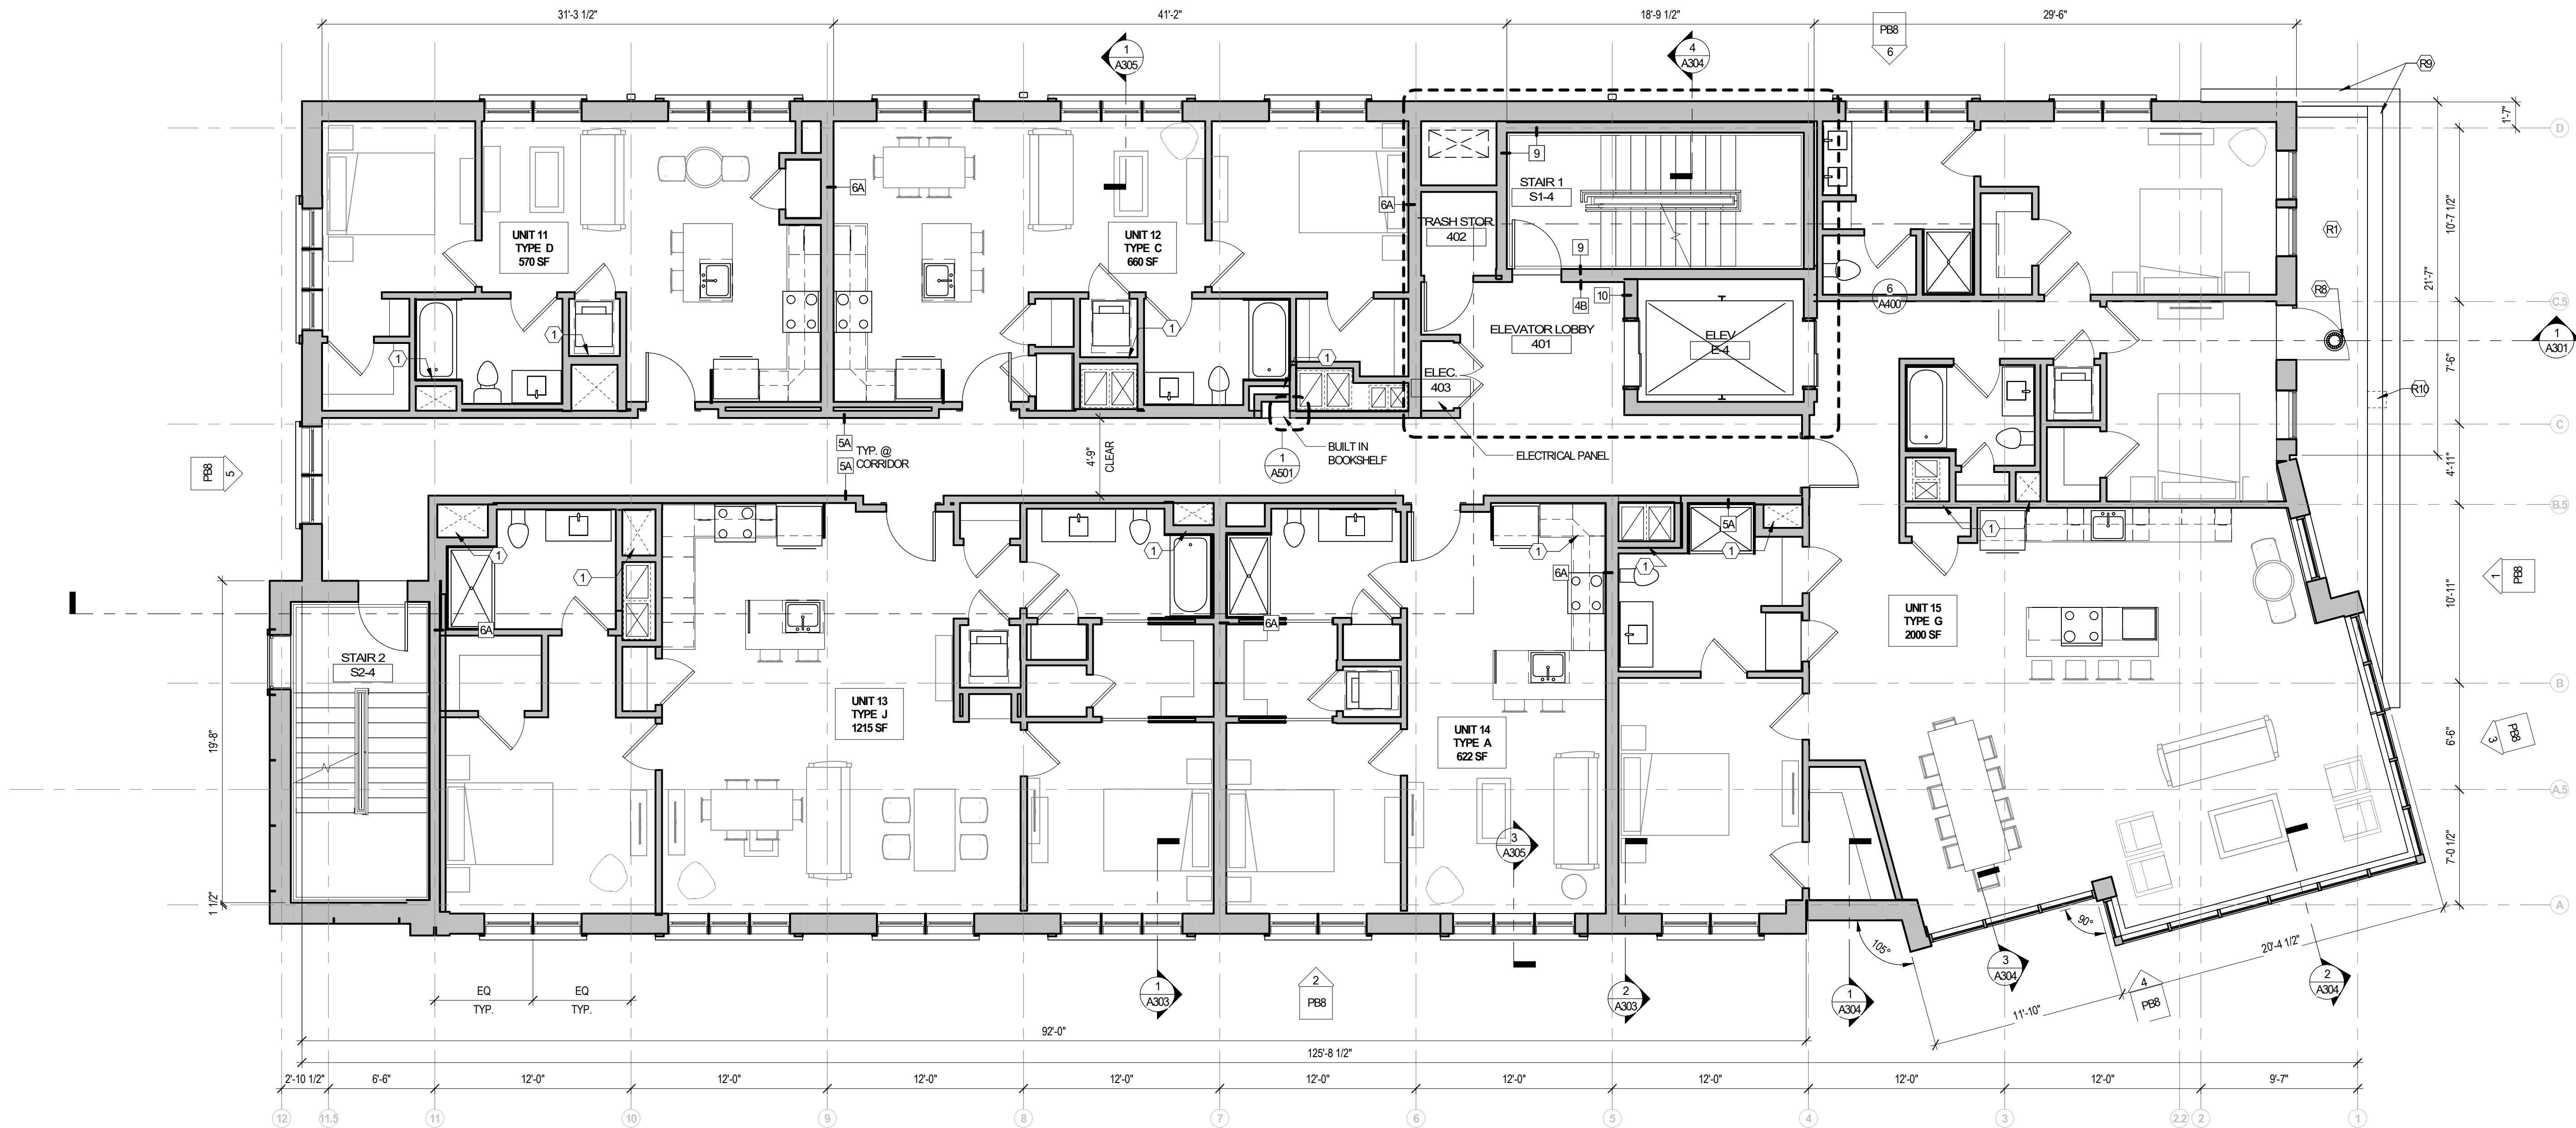 31'-3 1/2"
41'-2"
18'-9 1/2"
29'-6"
PB8
6
1
A305
4
A304
R9
1'-7"
D
9
6A
STAIR 1
S1-4
6A
TRASH STOR.
402
UNIT 11
TYPE D
570 SF
UNIT 12
TYPE C
660 SF
10'-7 1/2"
R1
21'-7"
9
4B
10
6
A400
R8
C.5
1
1
1
1
ELEVATOR LOBBY
401
ELEV
E-4
1
A301
7'-6"
ELEC.
403
R10
C
5A
5A
TYP. @
CORRIDOR
4'-9"
CLEAR
BUILT IN
BOOKSHELF
1
A501
ELECTRICAL PANEL
PB8
5
4'-11"
B.5
1
1
1
1
5A
1
1
1
6A
1
PB8
10'-11"
UNIT 15
TYPE G
2000 SF
6A
6A
STAIR 2
S2-4
B
UNIT 13
TYPE J
1215 SF
UNIT 14
TYPE A
622 SF
19'-8"
6'-6"
3
PB8
A.5
3
A305
7'-0 1/2"
1 1/2"
A
105°
90°
20'-4 1/2"
EQ
EQ
TYP.
TYP.
1
A303
2
PB8
2
A303
1
A304
3
A304
4
PB8
2
A304
11'-10"
92'-0"
125'-8 1/2"
2'-10 1/2"
6'-6"
12'-0"
12'-0"
12'-0"
12'-0"
12'-0"
12'-0"
12'-0"
12'-0"
12'-0"
9'-7"
12
11.5
11
10
9
8
7
6
5
4
3
2.2
2
1